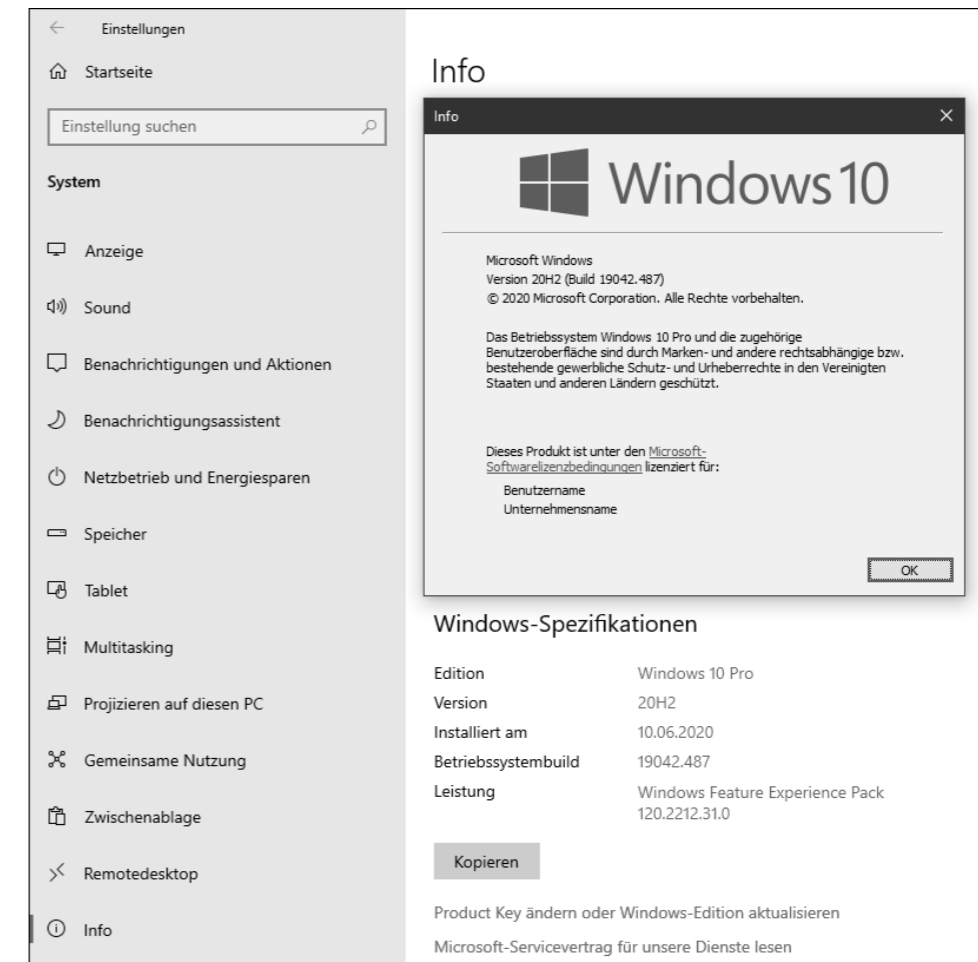 Einstellungen
Startseite
Einstellung suchen
System
Anzeige
Sound
Benachrichtigungen und Aktionen
Benachrichtigungsassistent
Netzbetrieb und Energiesparen
Speicher
Tablet
Multitasking
Projizieren auf diesen PC
Gemeinsame Nutzung
Zwischenablage
Remotedesktop
Info
Info
Info
Windows 10
Microsoft Windows
Version 20H2 (Build 19042.487)
© 2020 Microsoft Corporation. Alle Rechte vorbehalten.
Das Betriebssystem Windows 10 Pro und die zugehörige
Benutzeroberfläche sind durch Marken- und andere rechtsabhängige bzw.
bestehende gewerbliche Schutz- und Urheberrechte in den Vereinigten
Staaten und anderen Ländern geschützt.
Dieses Produkt ist unter den Microsoft-
Softwarelizenzbedingungen lizenziert für:
Benutzername
Unternehmensname
OK
Windows-Spezifikationen
Edition Windows 10 Pro
Version 20H2
Installiert am 10.06.2020
Betriebssystembuild 19042.487
Leistung Windows Feature Experience Pack
120.2212.31.0
Kopieren
Product Key ändern oder Windows-Edition aktualisieren
Microsoft-Servicevertrag für unsere Dienste lesen